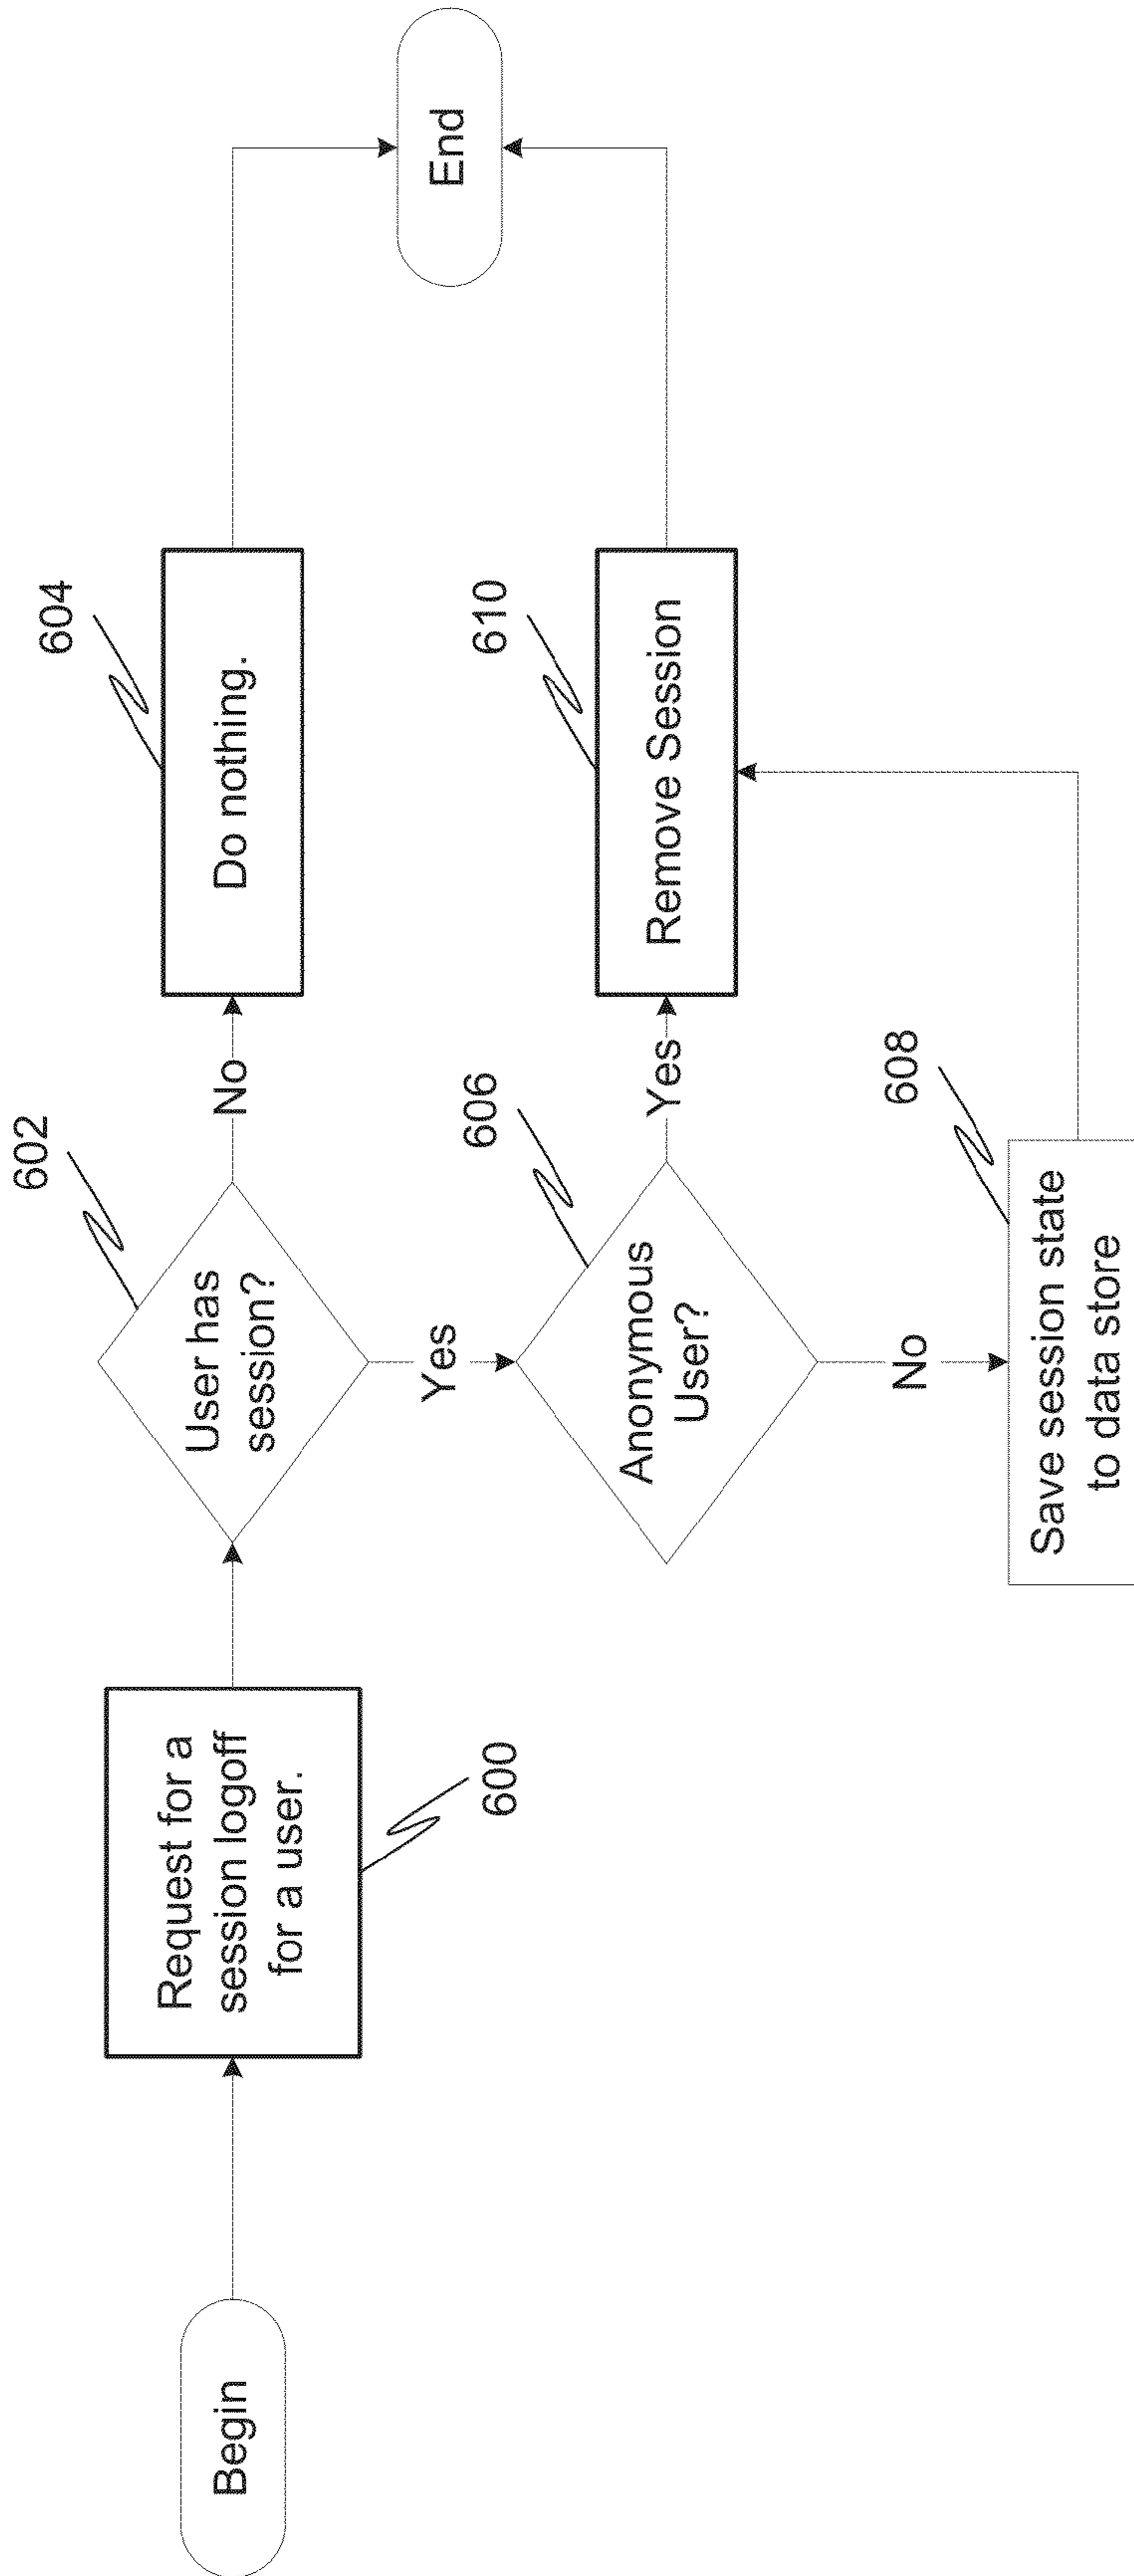 Begin
Request for a
session logoff
for a user.
600
User has
session?
602
No
Do nothing.
604
Yes
Anonymous
User?
606
Yes
Remove Session
610
No
Save session state
to data store
608
End